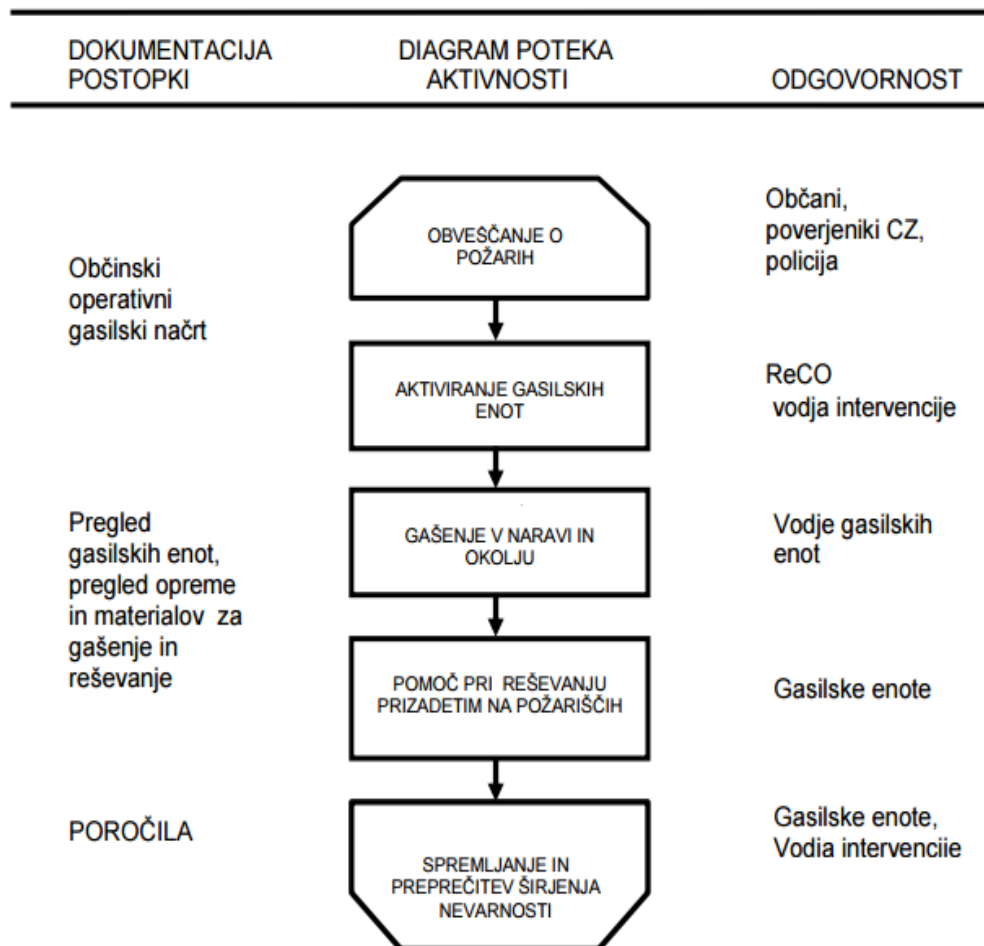 DOKUMENTACIJA
POSTOPKI
DIAGRAM POTEKA
AKTIVNOSTI
ODGOVORNOST
OBVEŠČANJE O
POŽARIH
Občani,
poverjeniki CZ,
policija
Občinski
operativni
gasilski načrt
AKTIVIRANJE GASILSKIH
ENOT
ReCO
vodja intervencije
Pregled
gasilskih enot,
pregled opreme
in materialov za
gašenje in
reševanje
GAŠENJE V NARAVI IN
OKOLJU
Vodje gasilskih
enot
POMOČ PRI REŠEVANJU
PRIZADETIM NA POŽARIŠČIH
Gasilske enote
POROČILA
SPREMLJANJE IN
PREPREČITEV ŠIRJENJA
NEVARNOSTI
Gasilske enote,
Vodja intervencije